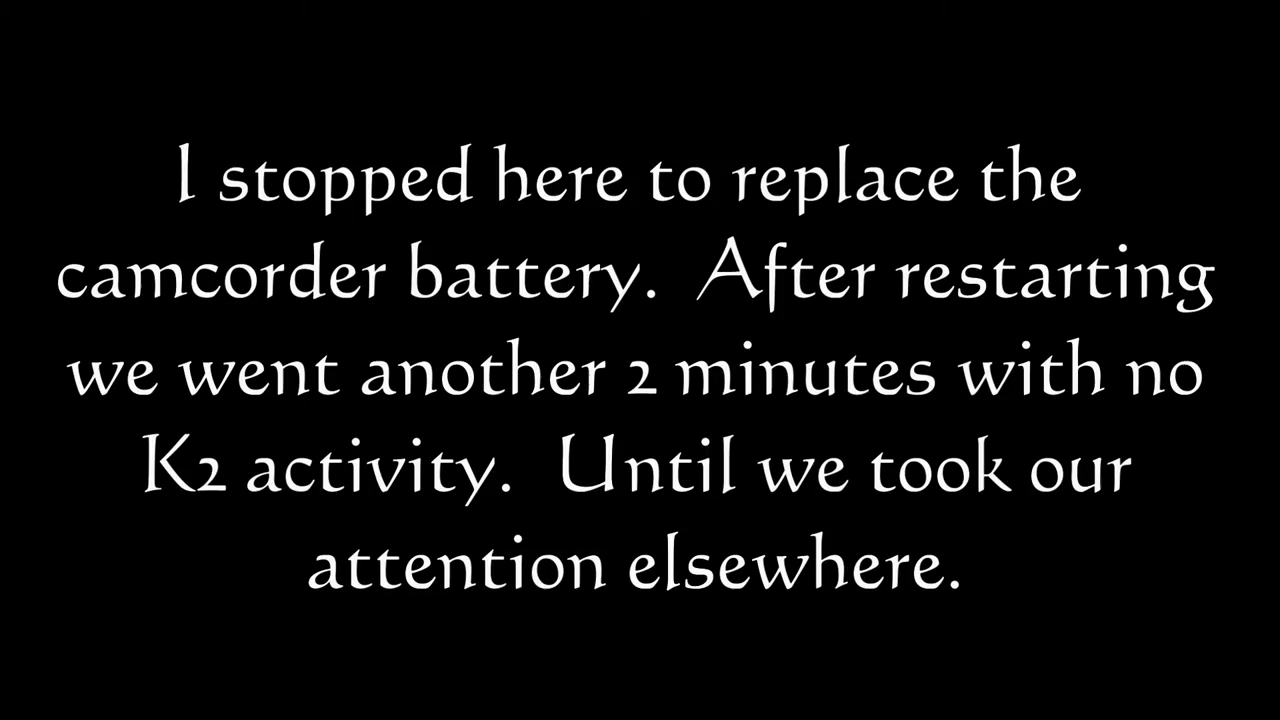 I stopped here to replace the
camcorder battery.  After restarting
we went another 2 minutes with no
K2 activity.  Until we took our
attention elsewhere.